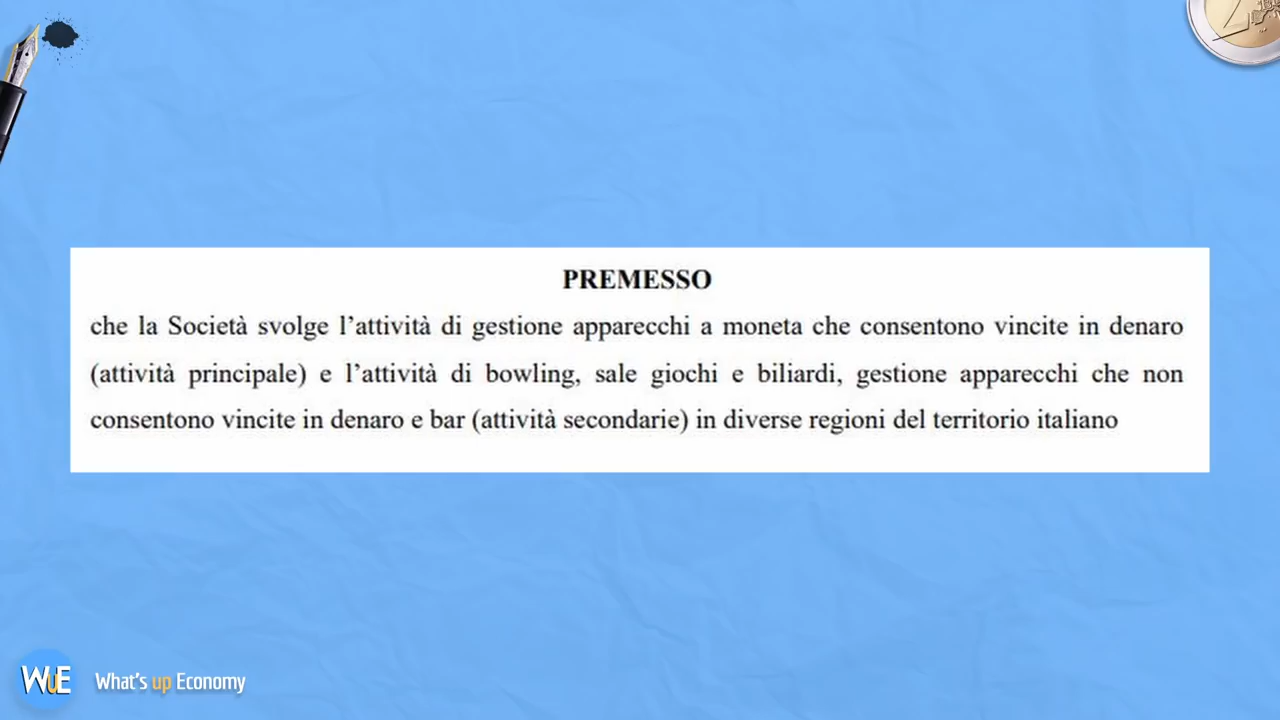 PREMESSO
che la Società svolge l’attività di gestione apparecchi a moneta che consentono vincite in denaro
(attività principale) e l’attività di bowling, sale giochi e biliardi, gestione apparecchi che non
consentono vincite in denaro e bar (attività secondarie) in diverse regioni del territorio italiano
2
WuE What's up Economy